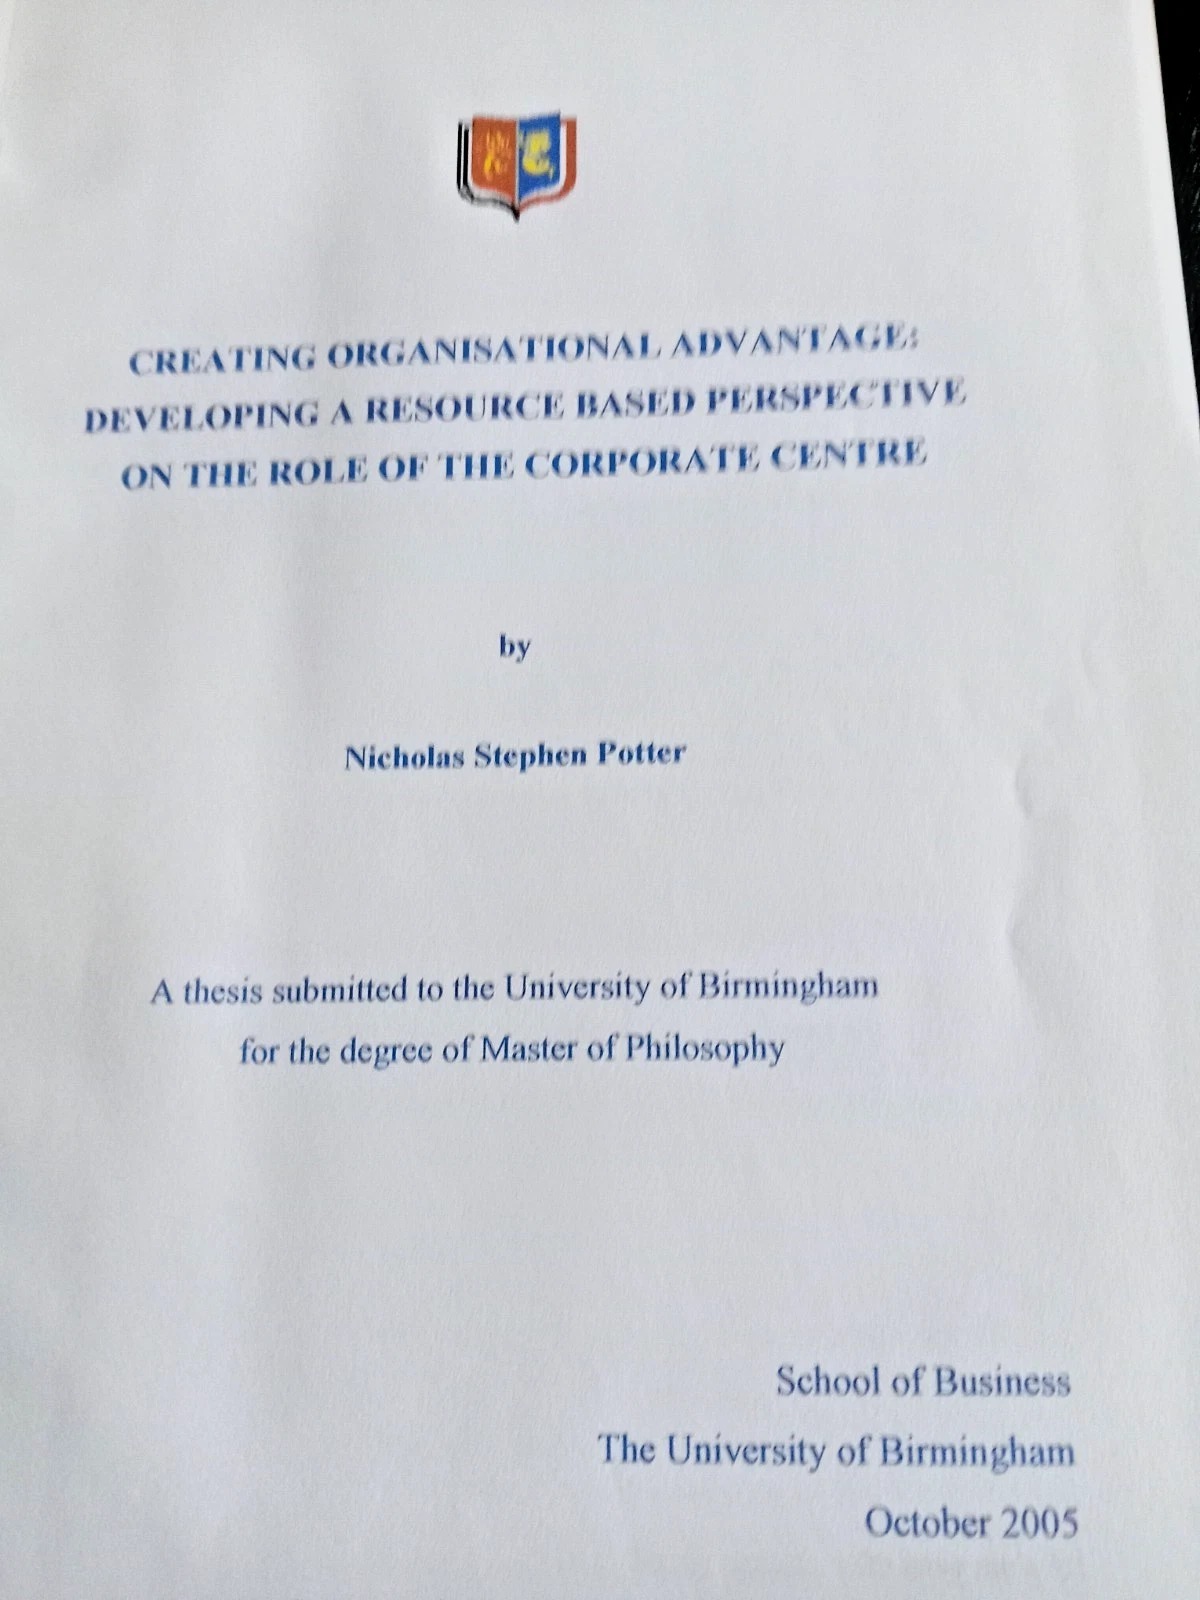 CREATING ORGANISATIONAL ADVANTAGE:
DEVELOPING A RESOURCE BASED PERSPECTIVE
ON THE ROLE OF THE CORPORATE CENTRE
by
Nicholas Stephen Potter
A thesis submitted to the University of Birmingham
for the degree of Master of Philosophy
School of Business
The University of Birmingham
October 2005